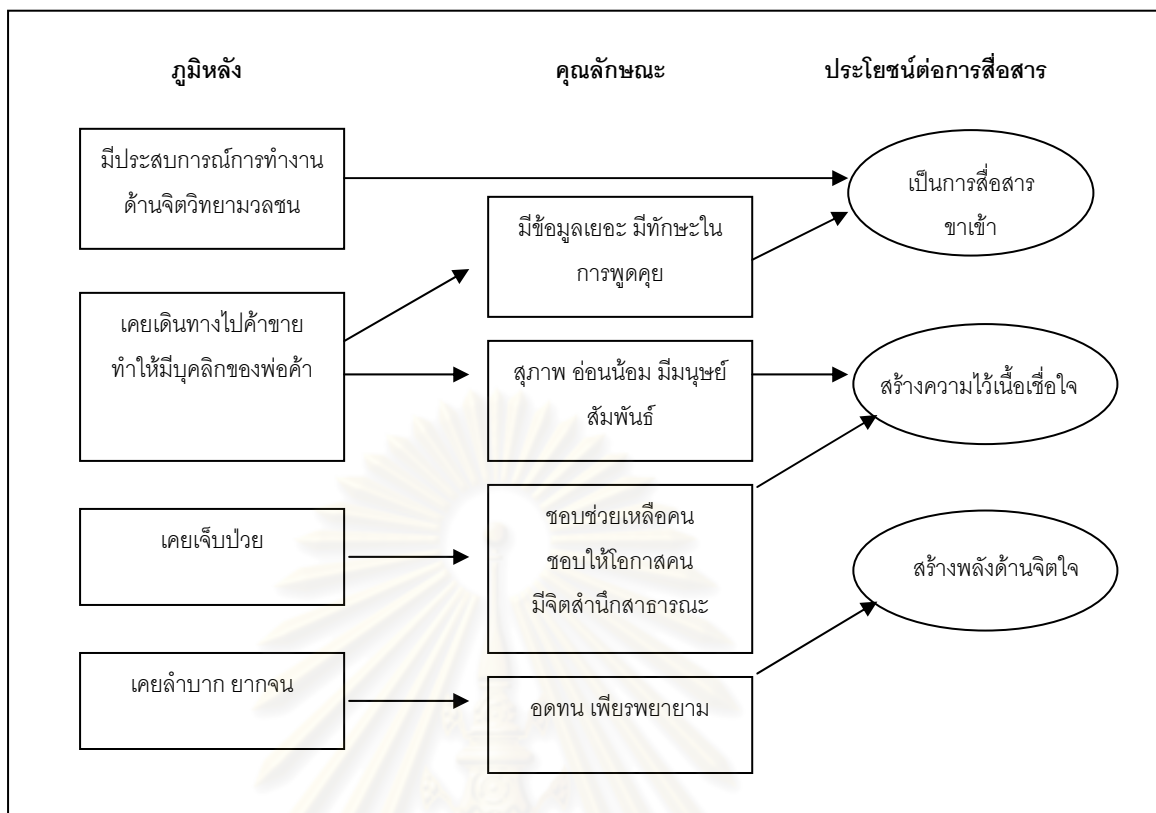 ภูมิหลัง
คุณลักษณะ
ประโยชน์ต่อการสื่อสาร
มีประสบการณ์การทำงาน
ด้านจิตวิทยามวลชน
เป็นการสื่อสาร
ขาเข้า
มีข้อมูลเยอะ มีทักษะใน
การพูดคุย
เคยเดินทางไปค้าขาย
ทำให้มีบุคลิกของพ่อค้า
สุภาพ อ่อนน้อม มีมนุษย์
สัมพันธ์
สร้างความไว้เนื้อเชื่อใจ
เคยเจ็บป่วย
ชอบช่วยเหลือคน
ชอบให้โอกาสคน
มีจิตสำนึกสาธารณะ
สร้างพลังด้านจิตใจ
เคยลำบาก ยากจน
อดทน เพียรพยายาม